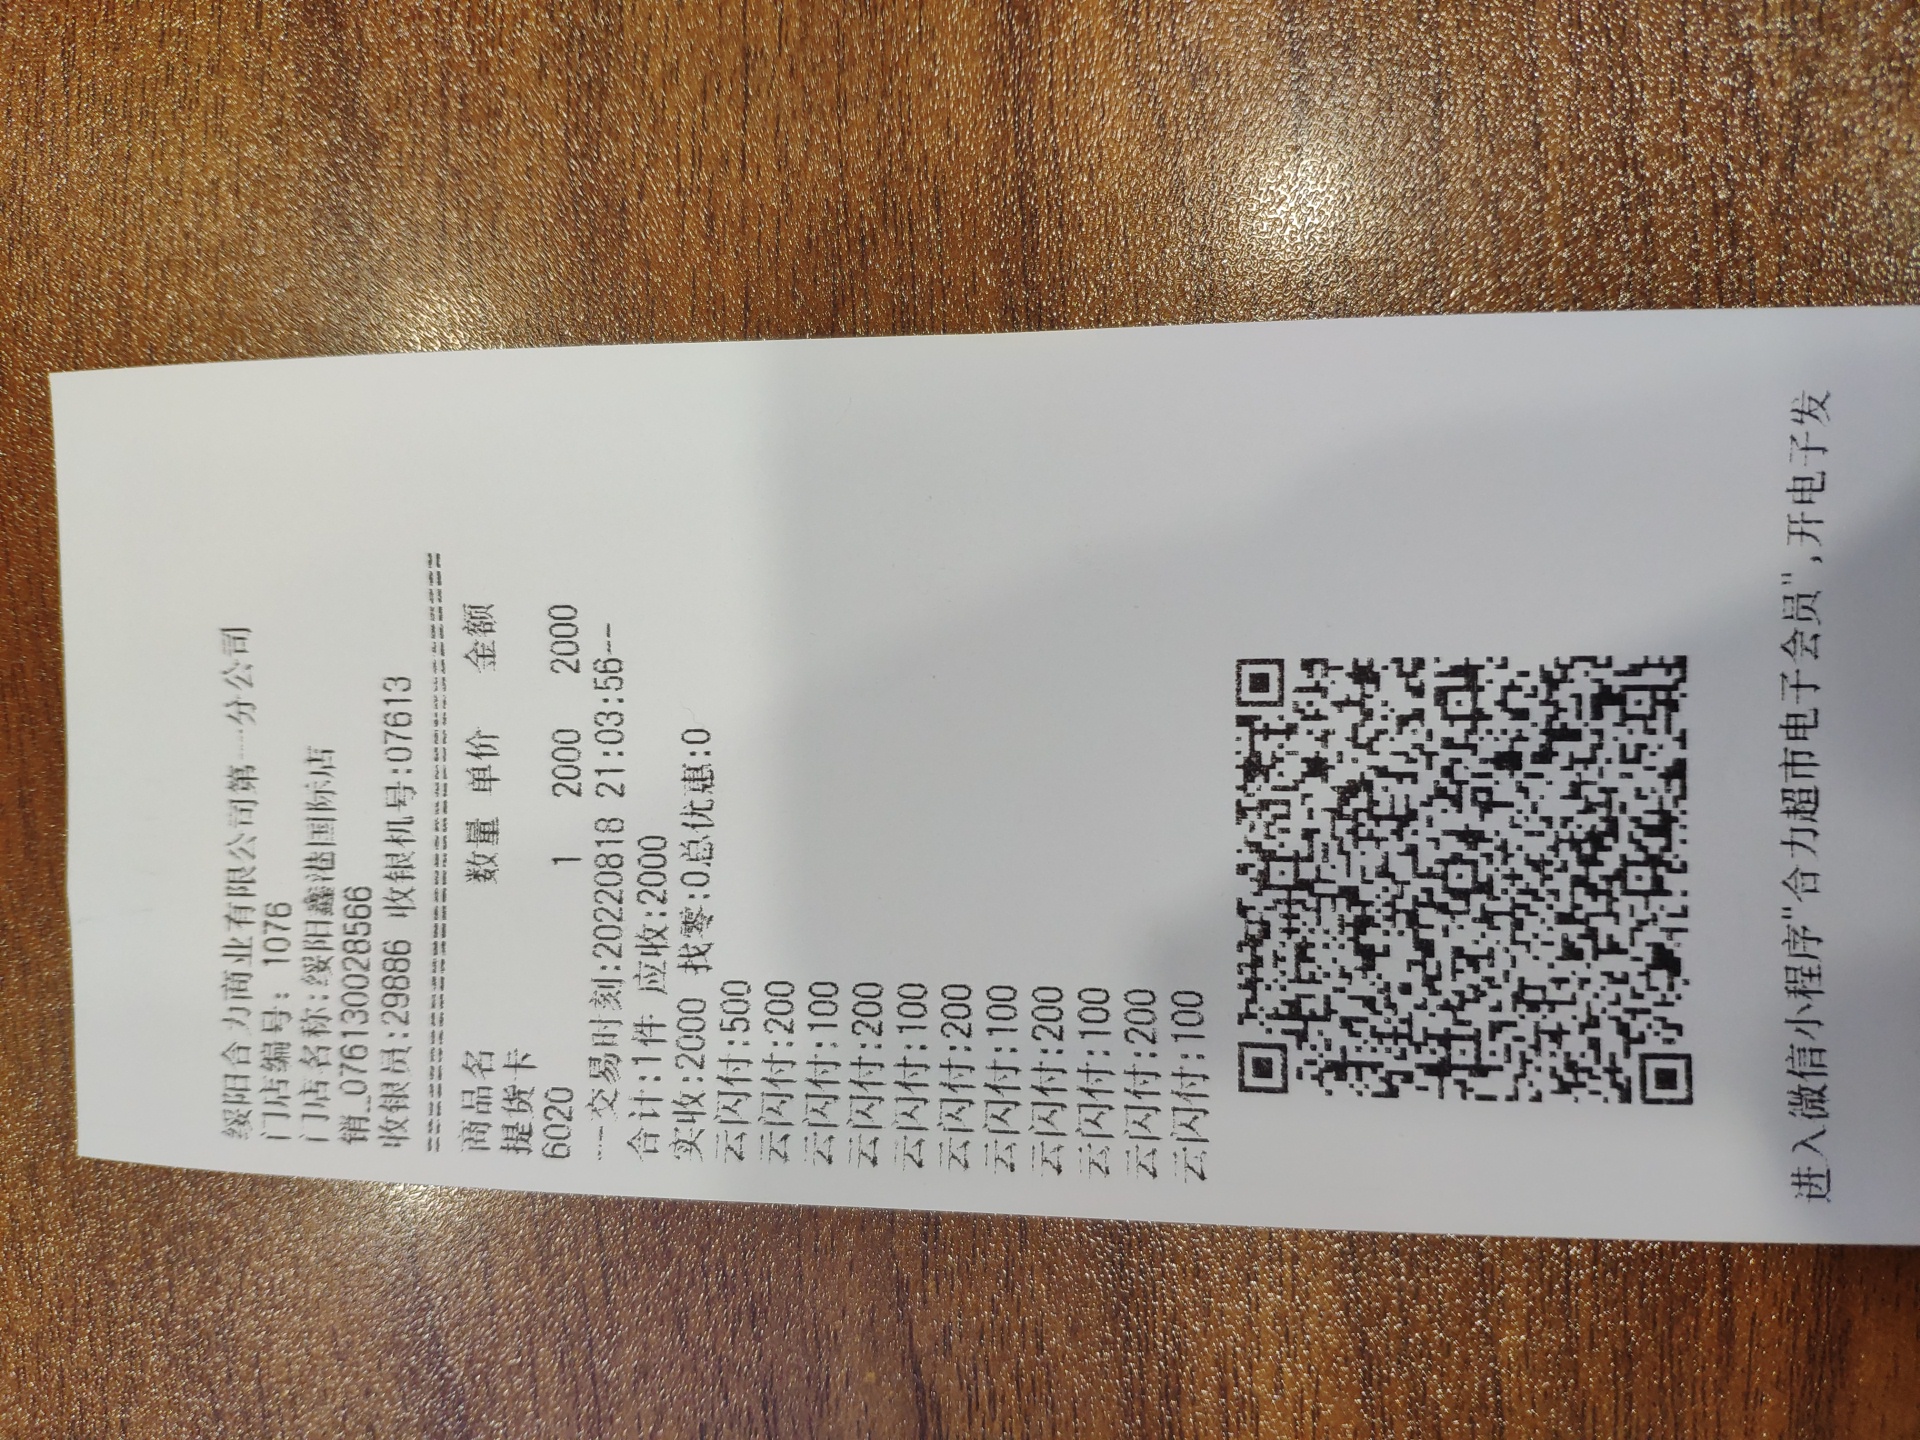 绥阳合力商业有限公司第一分公司
门店编号: 1076
门店名称:绥阳鑫港国际店
销_0761300028566
收银员:29886 收银机号:07613
================================
商品名 数量 单价 金额
提货卡
6020 1 2000 2000
---交易时刻:20220818 21:03:56--
合计:1件 应收:2000
实收:2000 找零:0总优惠:0
云闪付:500
云闪付:200
云闪付:100
云闪付:200
云闪付:100
云闪付:200
云闪付:100
云闪付:200
云闪付:100
云闪付:200
云闪付:100
进入微信小程序"合力超市电子会员",开电子发